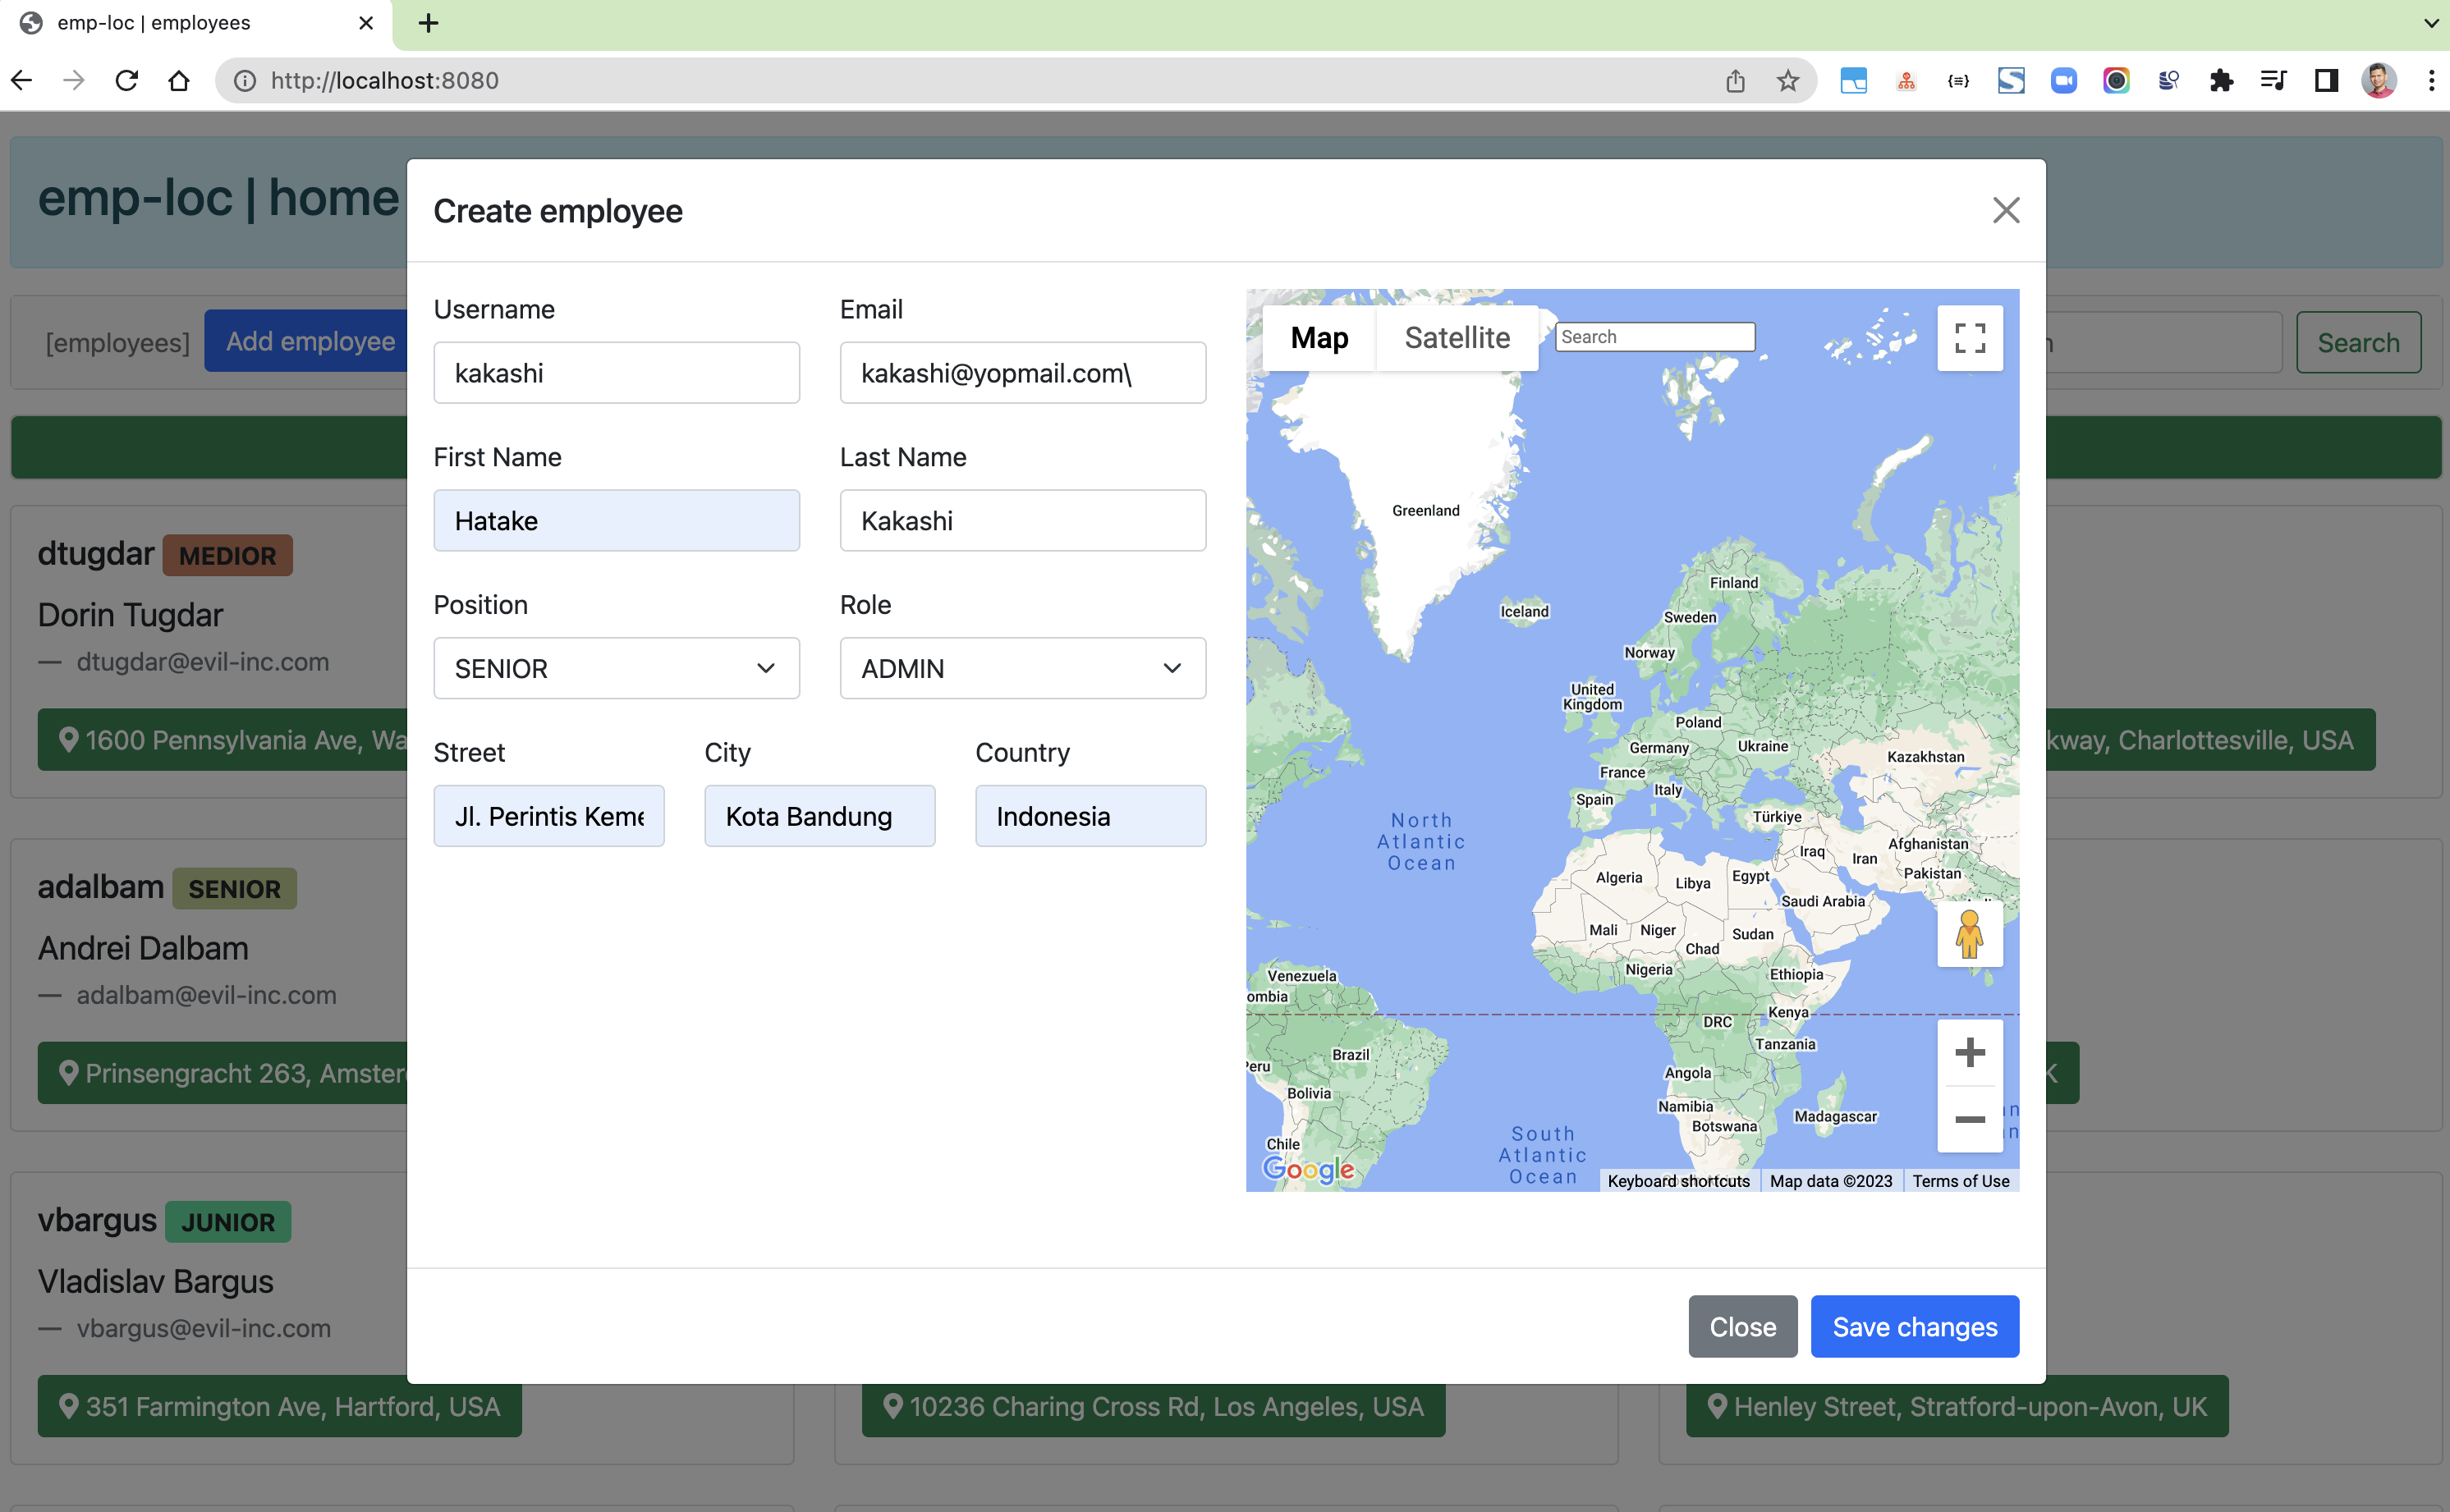 emp-loc | employees
http://localhost:8080
emp-loc | home
[employees]
Add employee
Search
dtugdar MEDIOR
Dorin Tugdar
— dtugdar@evil-inc.com
1600 Pennsylvania Ave,
kway, Charlottesville, USA
adalbam SENIOR
Andrei Dalbam
— adalbam@evil-inc.com
Prinsengracht 263,
vbargus JUNIOR
Vladislav Bargus
— vbargus@evil-inc.com
351 Farmington Ave, Hartford, USA
10236 Charing Cross Rd, Los Angeles, USA
Henley Street, Stratford-upon-Avon, UK
Create employee
Username
Email
kakashi
kakashi@yopmail.com\
First Name
Last Name
Hatake
Kakashi
Position
Role
SENIOR
ADMIN
Street
City
Country
Jl. Perintis Keme
Kota Bandung
Indonesia
Map
Satellite
Search
Greenland
Finland
Iceland
Sweden
Norway
United
Kingdom
Poland
Germany
Ukraine
Kazakhstan
France
Italy
Spain
Türkiye
North
Atlantic
Ocean
Iraq
Iran
Afghanistan
Pakistan
Algeria
Libya
Egypt
Saudi Arabia
Mali
Niger
Chad
Sudan
Nigeria
Ethiopia
Venezuela
ombia
DRC
Kenya
Tanzania
Brazil
Peru
Bolivia
Angola
Namibia
Botswana
Madagascar
Chile
South
Atlantic
Ocean
Google
Keyboard shortcuts
Map data ©2023
Terms of Use
Close
Save changes